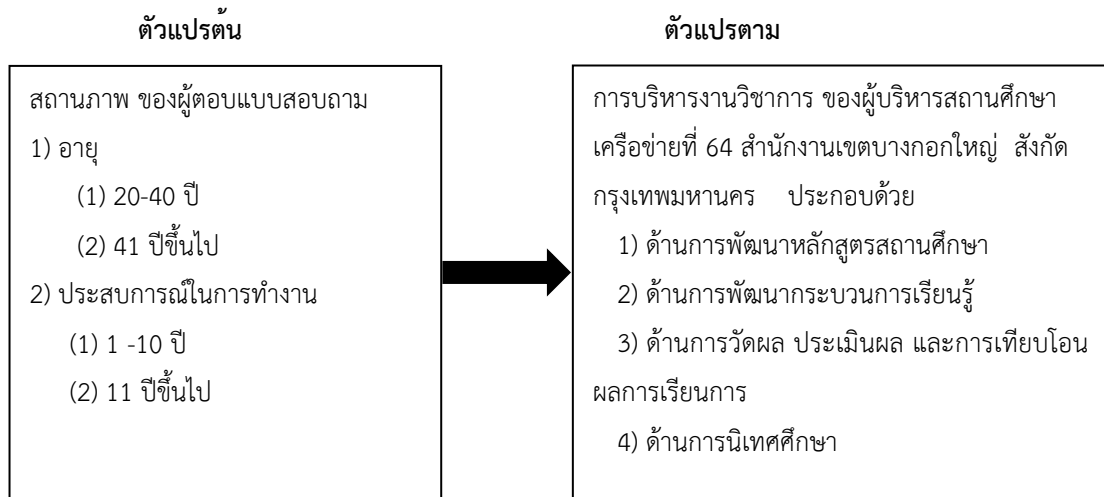 ตัวแปรต้น
ตัวแปรตาม
สถานภาพ ของผู้ตอบแบบสอบถาม
1) อายุ
(1) 20-40 ปี
(2) 41 ปีขึ้นไป
2) ประสบการณ์ในการทำงาน
(1) 1 -10 ปี
(2) 11 ปีขึ้นไป
การบริหารงานวิชาการ ของผู้บริหารสถานศึกษา
เครือข่ายที่ 64 สำนักงานเขตบางกอกใหญ่ สังกัด
กรุงเทพมหานคร ประกอบด้วย
1) ด้านการพัฒนาหลักสูตรสถานศึกษา
2) ด้านการพัฒนากระบวนการเรียนรู้
3) ด้านการวัดผล ประเมินผล และการเทียบโอน
ผลการเรียนการ
4) ด้านการนิเทศศึกษา